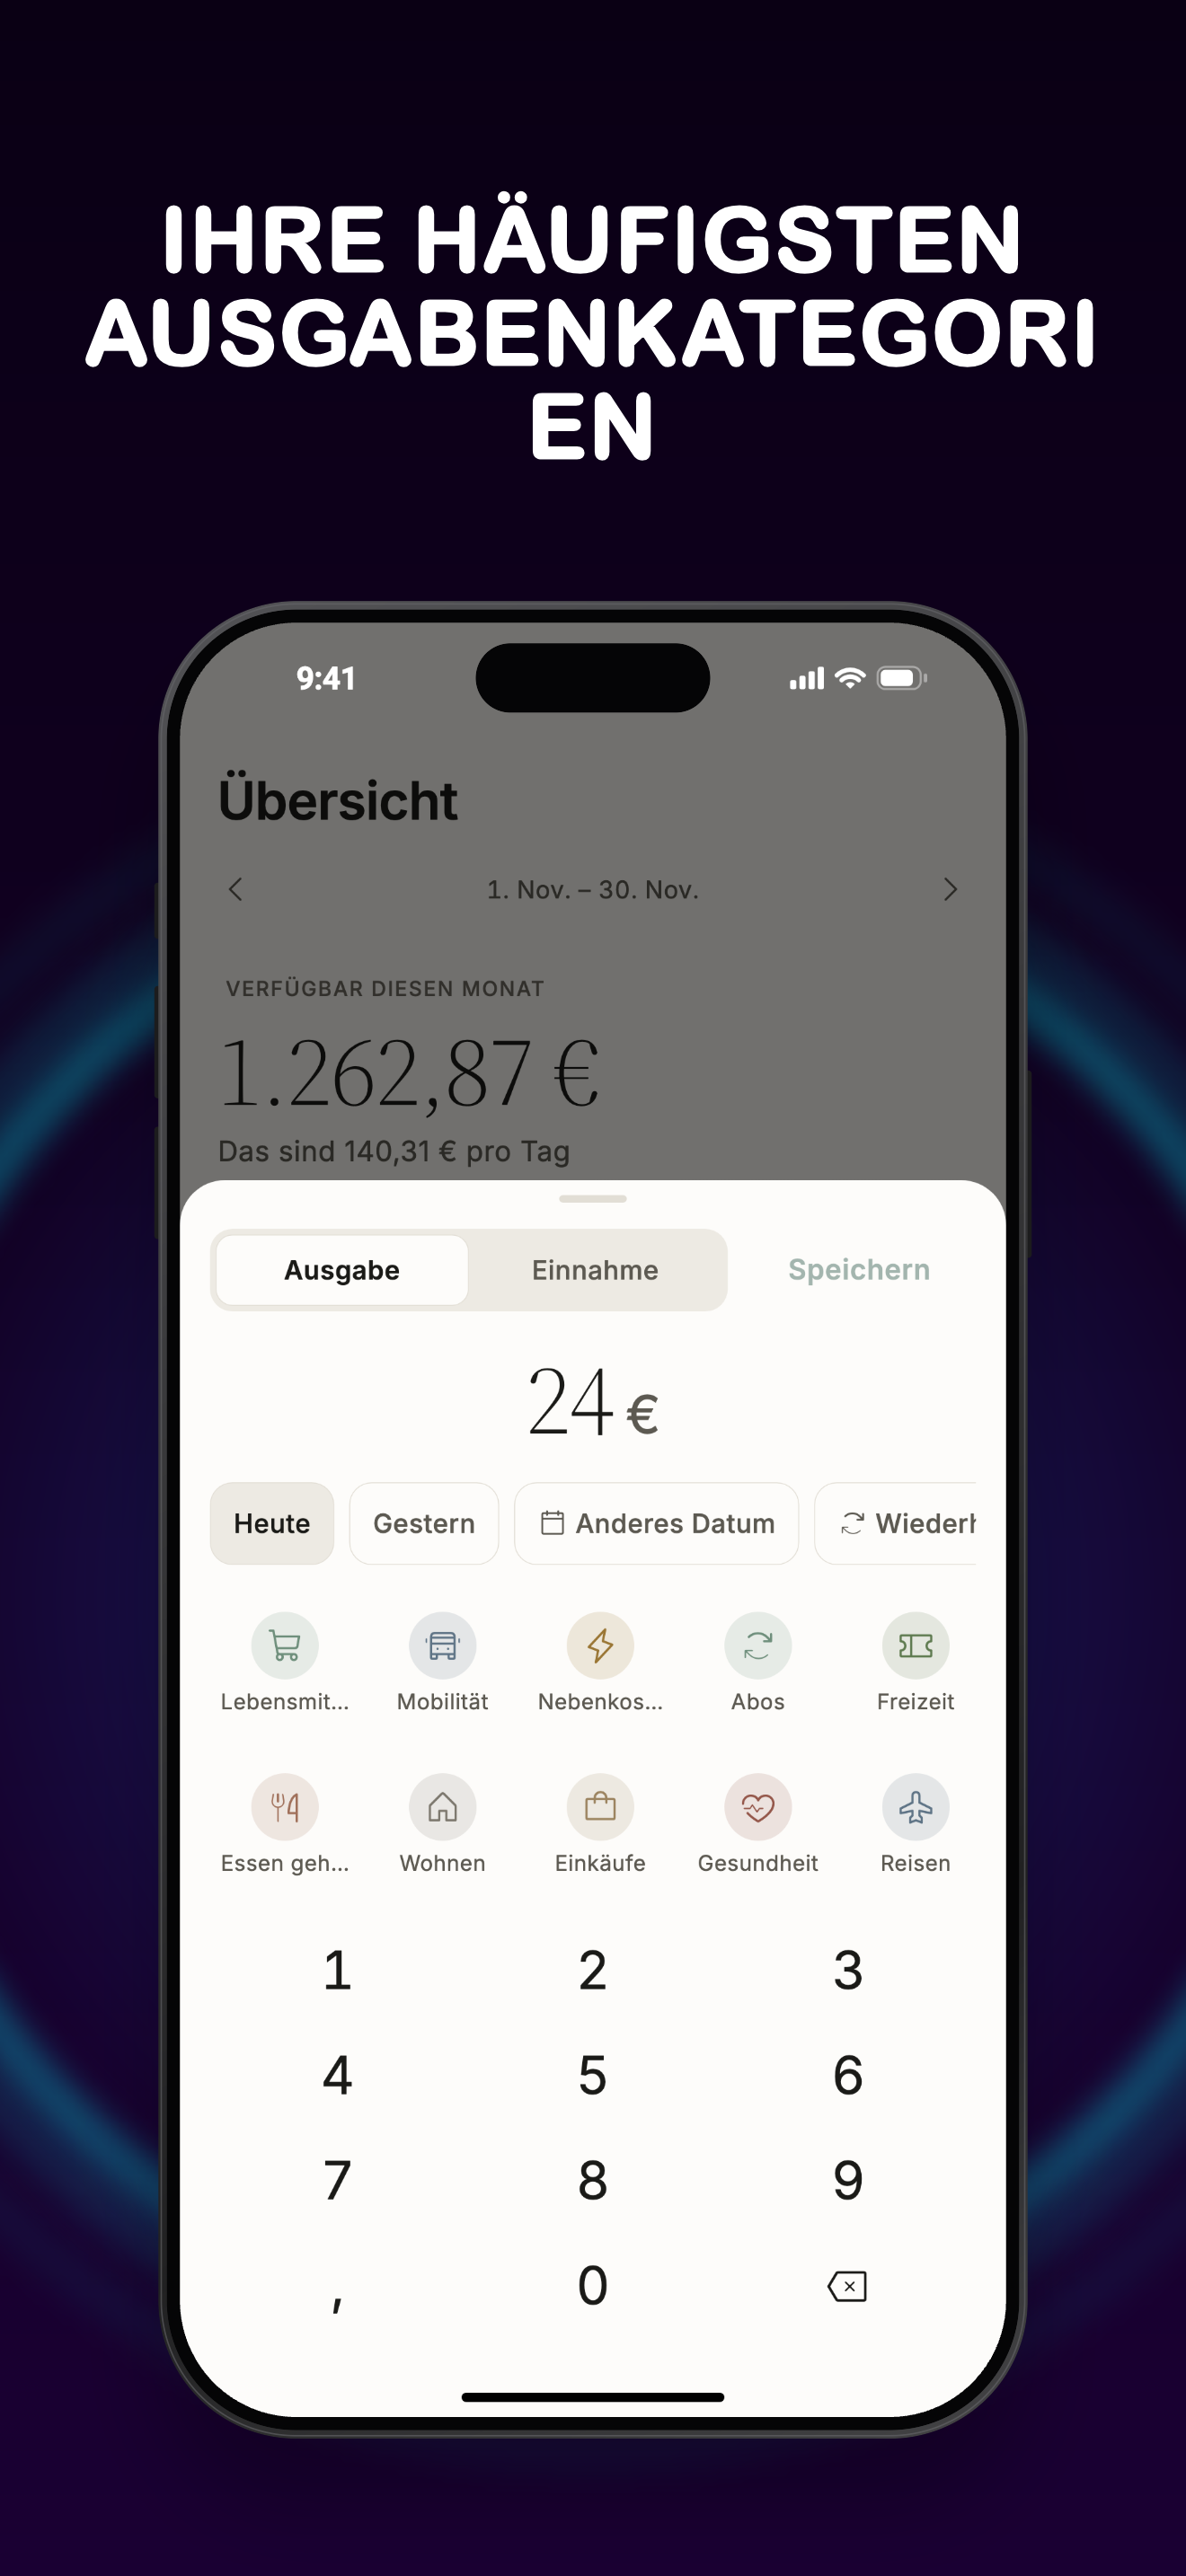 IHRE HÄUFIGSTEN
AUSGABENKATEGORI
EN
9:41
Übersicht
1. Nov. – 30. Nov.
VERFÜGBAR DIESEN MONAT
1.262,87 €
Das sind 140,31 € pro Tag
Ausgabe Einnahme Speichern
24 €
Heute Gestern Anderes Datum Wiederh
Lebensmit... Mobilität Nebenkos... Abos Freizeit
Essen geh... Wohnen Einkäufe Gesundheit Reisen
1 2 3
4 5 6
7 8 9
, 0